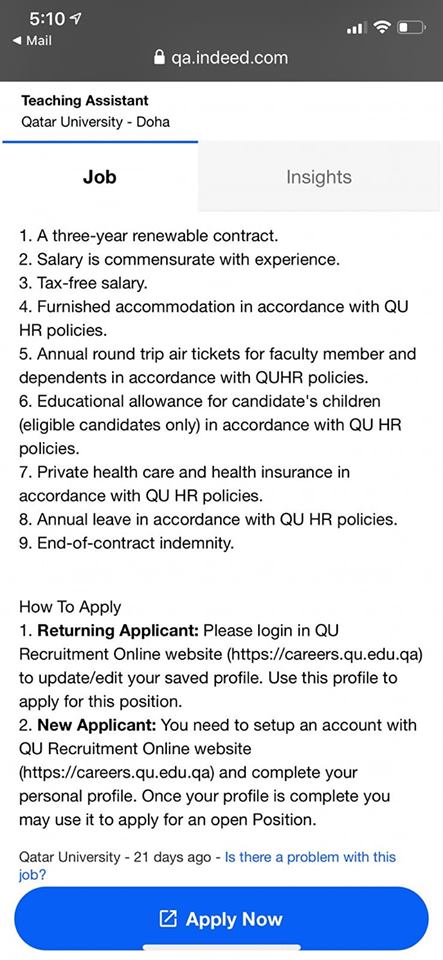 5:10
Mail
qa.indeed.com
Teaching Assistant
Qatar University - Doha
Job
Insights
1. A three-year renewable contract.
2. Salary is commensurate with experience.
3. Tax-free salary.
4. Furnished accommodation in accordance with QU
HR policies.
5. Annual round trip air tickets for faculty member and
dependents in accordance with QUHR policies.
6. Educational allowance for candidate's children
(eligible candidates only) in accordance with QU HR
policies.
7. Private health care and health insurance in
accordance with QU HR policies.
8. Annual leave in accordance with QU HR policies.
9. End-of-contract indemnity.
How To Apply
1. Returning Applicant: Please login in QU
Recruitment Online website (https://careers.qu.edu.qa)
to update/edit your saved profile. Use this profile to
apply for this position.
2. New Applicant: You need to setup an account with
QU Recruitment Online website
(https://careers.qu.edu.qa) and complete your
personal profile. Once your profile is complete you
may use it to apply for an open Position.
Qatar University - 21 days ago - Is there a problem with this
job?
Apply Now